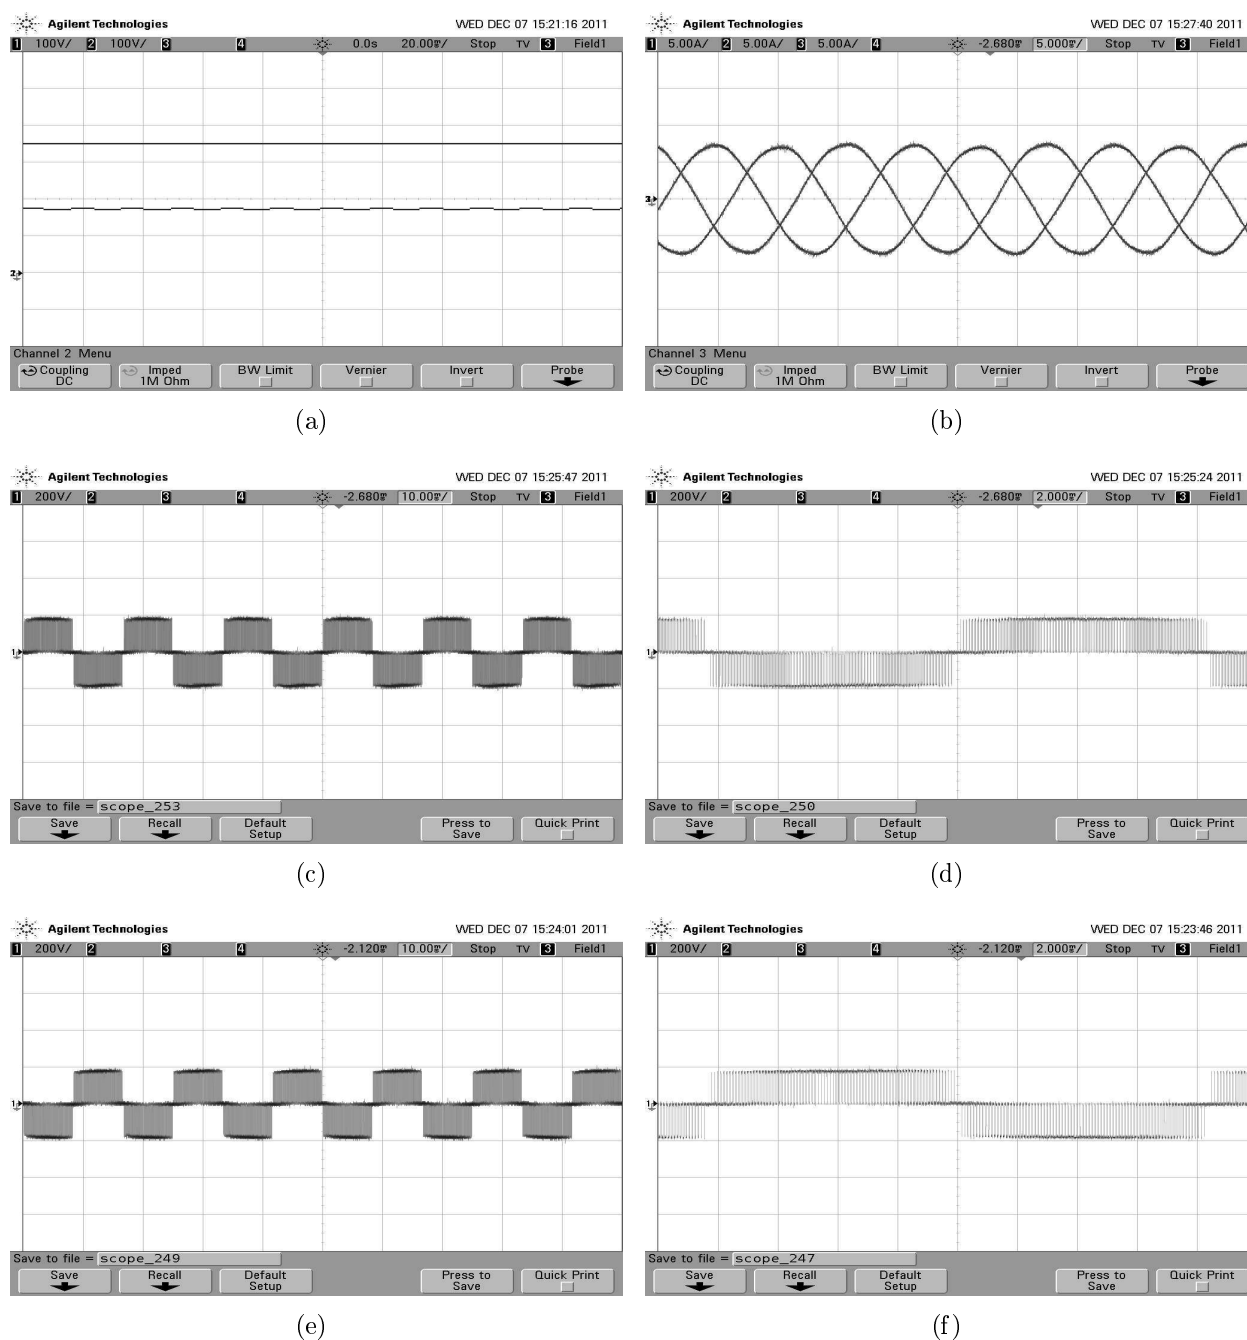 Agilent Technologies WED DEC 07 15:21:16 2011
1 100V/ 2 100V/ 3 4 0.0s 20.00ms/ Stop TV 3 Field1
2
Channel 2 Menu
Coupling DC Imped 1M Ohm BW Limit Vernier Invert Probe
(a)
Agilent Technologies WED DEC 07 15:27:40 2011
1 5.00A/ 2 5.00A/ 3 5.00A/ 4 -2.680ms 5.000ms/ Stop TV 3 Field1
3
Channel 3 Menu
Coupling DC Imped 1M Ohm BW Limit Vernier Invert Probe
(b)
Agilent Technologies WED DEC 07 15:25:47 2011
1 200V/ 2 3 4 -2.680ms 10.00ms/ Stop TV 3 Field1
1
Save to file = scope_253
Save Recall Default Setup Press to Save Quick Print
(c)
Agilent Technologies WED DEC 07 15:25:24 2011
1 200V/ 2 3 4 -2.680ms 2.000ms/ Stop TV 3 Field1
1
Save to file = scope_250
Save Recall Default Setup Press to Save Quick Print
(d)
Agilent Technologies WED DEC 07 15:24:01 2011
1 200V/ 2 3 4 -2.120ms 10.00ms/ Stop TV 3 Field1
1
Save to file = scope_249
Save Recall Default Setup Press to Save Quick Print
(e)
Agilent Technologies WED DEC 07 15:23:46 2011
1 200V/ 2 3 4 -2.120ms 2.000ms/ Stop TV 3 Field1
1
Save to file = scope_247
Save Recall Default Setup Press to Save Quick Print
(f)